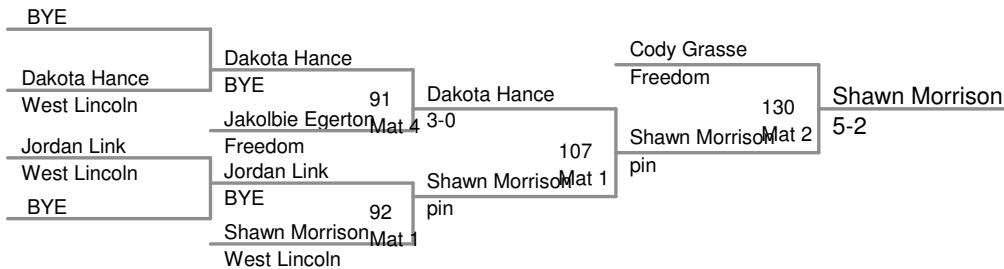 BYE
Dakota Hance
West Lincoln
Jordan Link
West Lincoln
BYE
Dakota Hance
BYE
Jakolbie Egerton
Freedom
91
Mat 4
Jordan Link
BYE
Shawn Morrison
West Lincoln
92
Mat 1
Dakota Hance
3-0
Shawn Morrison
pin
107
Mat 1
Cody Grasse
Freedom
Shawn Morrison
pin
130
Mat 2
Shawn Morrison
5-2